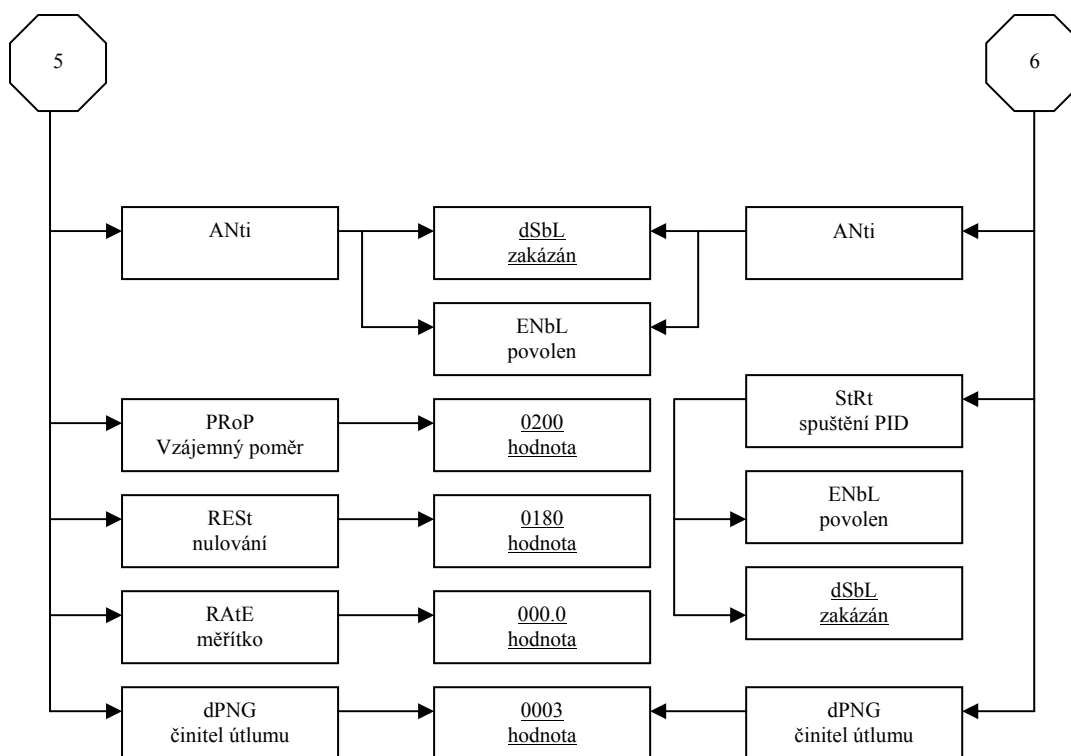 5
6
ANti
dSbL
zakázán
ANti
ENbL
povolen
StRt
spuštění PID
PRoP
Vzájemný poměr
0200
hodnota
ENbL
povolen
RESt
nulování
0180
hodnota
dSbL
zakázán
RAtE
měřítko
000.0
hodnota
dPNG
činitel útlumu
0003
hodnota
dPNG
činitel útlumu